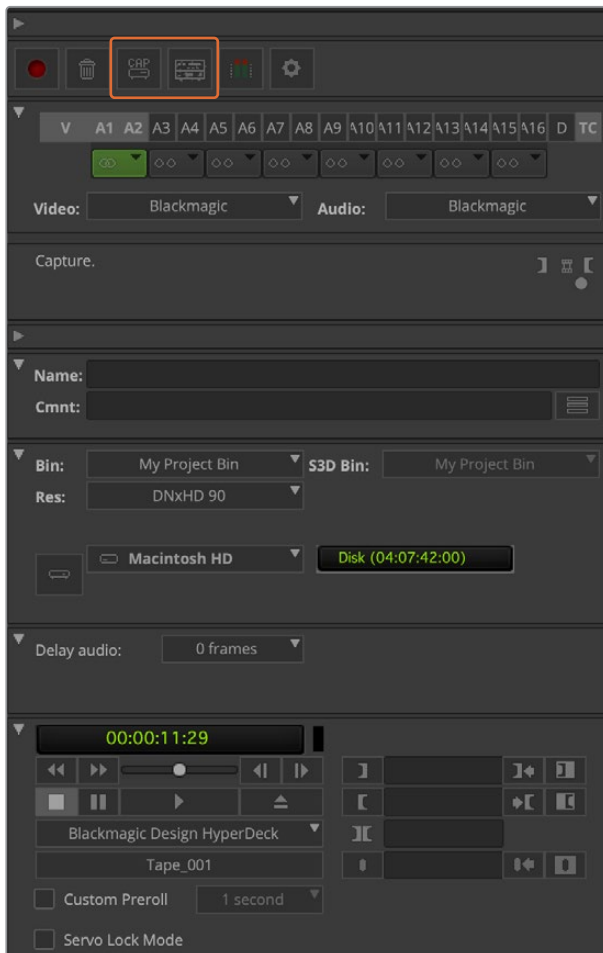 CAP
V A1 A2 A3 A4 A5 A6 A7 A8 A9 A10 A11 A12 A13 A14 A15 A16 D TC
Video: Blackmagic Audio: Blackmagic
Capture.
Name:
Cmnt:
Bin: My Project Bin S3D Bin: My Project Bin
Res: DNxHD 90
Macintosh HD Disk (04:07:42:00)
Delay audio: 0 frames
00:00:11:29
Blackmagic Design HyperDeck
Tape_001
Custom Preroll 1 second
Servo Lock Mode